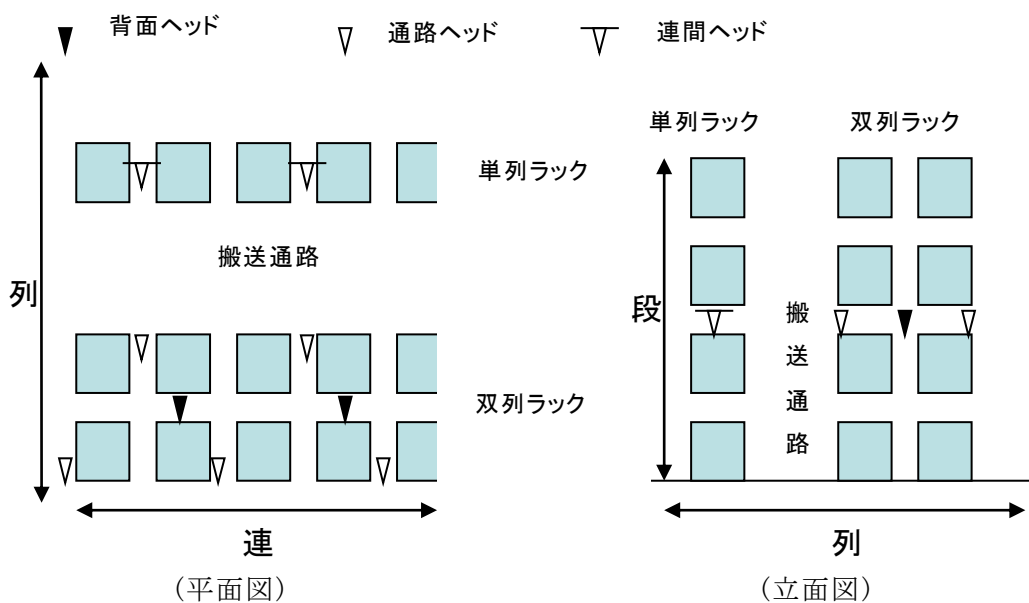 背面ヘッド
通路ヘッド
連間ヘッド
単列ラック
搬送通路
列
双列ラック
連
(平面図)
単列ラック
双列ラック
段
搬送通路
列
(立面図)